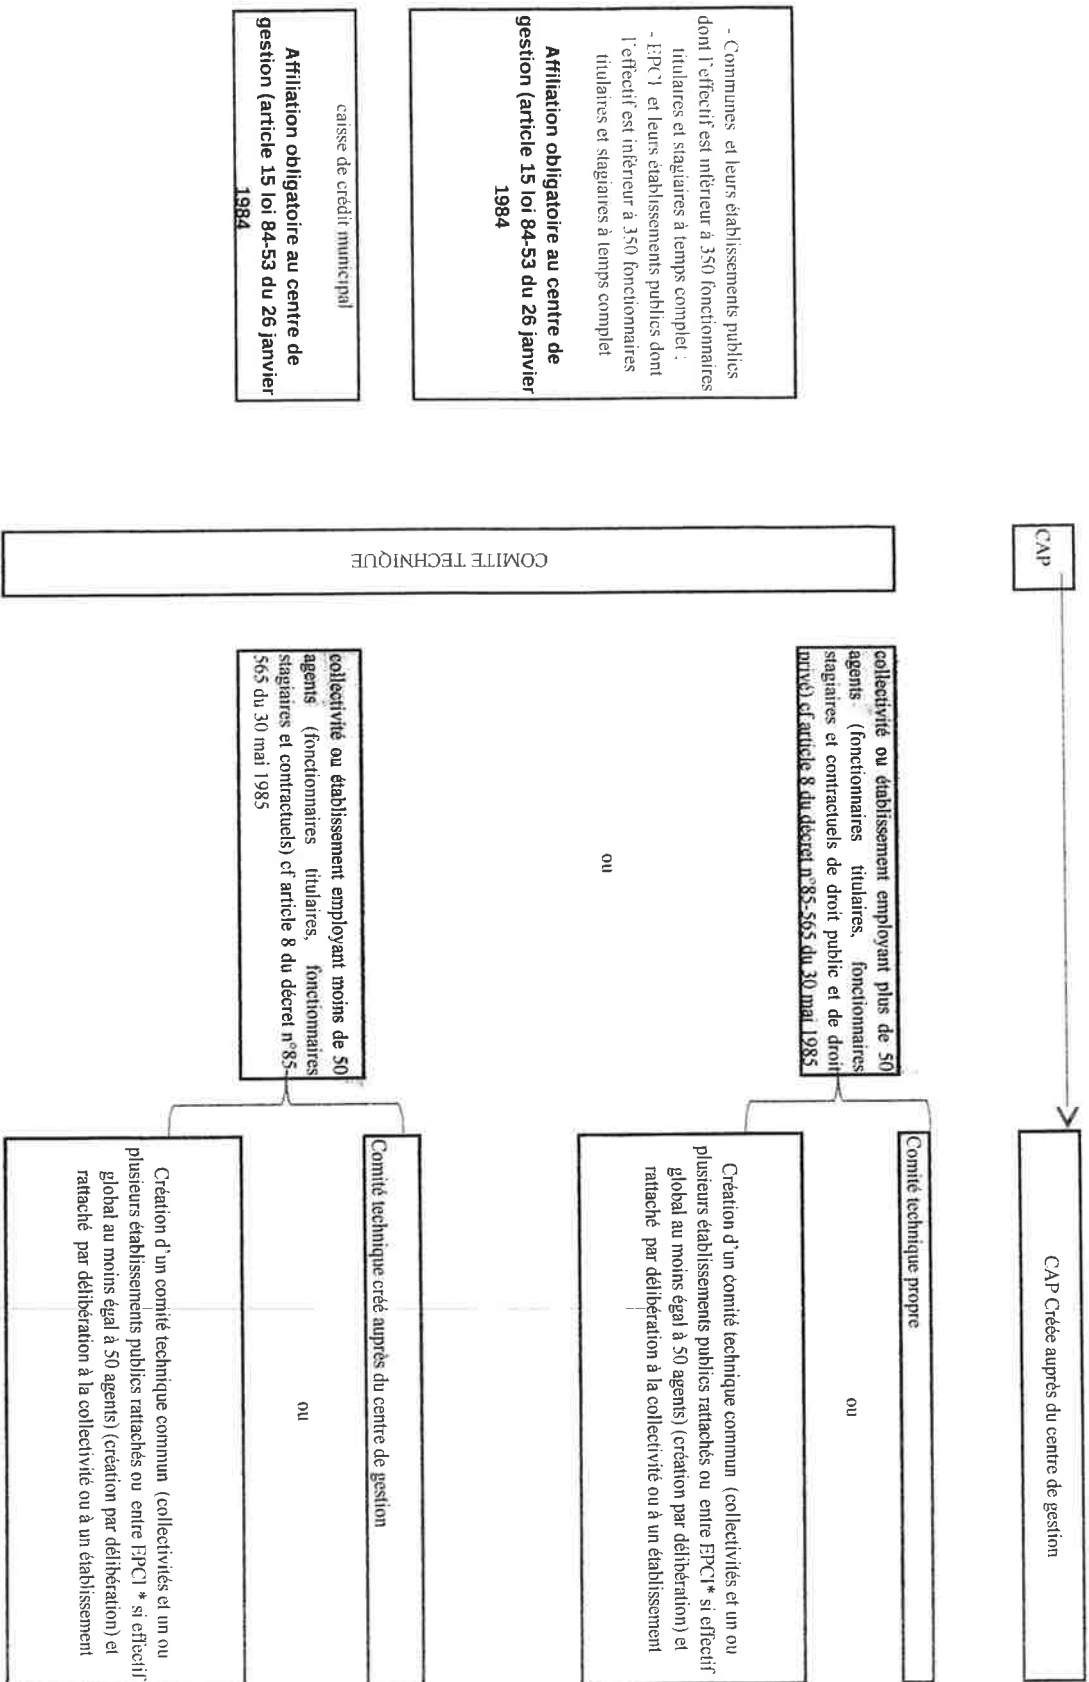 - Communes et leurs établissements publics
dont l'effectif est inférieur à 350 fonctionnaires
titulaires et stagiaires à temps complet ;
- EPCI et leurs établissements publics dont
l'effectif est inférieur à 350 fonctionnaires
titulaires et stagiaires à temps complet
Affiliation obligatoire au centre de
gestion (article 15 loi 84-53 du 26 janvier
1984
caisse de crédit municipal
Affiliation obligatoire au centre de
gestion (article 15 loi 84-53 du 26 janvier
1984
CAP
COMITE TECHNIQUE
collectivité ou établissement employant plus de 50
agents (fonctionnaires titulaires, fonctionnaires
stagiaires et contractuels de droit public et de droit
privé) cf article 8 du décret n°85-565 du 30 mai 1985
ou
collectivité ou établissement employant moins de 50
agents (fonctionnaires titulaires, fonctionnaires
stagiaires et contractuels) cf article 8 du décret n°85-
565 du 30 mai 1985
CAP Créée auprès du centre de gestion
Comité technique propre
ou
Création d'un comité technique commun (collectivités et un ou
plusieurs établissements publics rattachés ou entre EPCI* si effectif
global au moins égal à 50 agents) (création par délibération) et
rattaché par délibération à la collectivité ou à un établissement
Comité technique créé auprès du centre de gestion
ou
Création d'un comité technique commun (collectivités et un ou
plusieurs établissements publics rattachés ou entre EPCI * si effectif
global au moins égal à 50 agents) (création par délibération) et
rattaché par délibération à la collectivité ou à un établissement